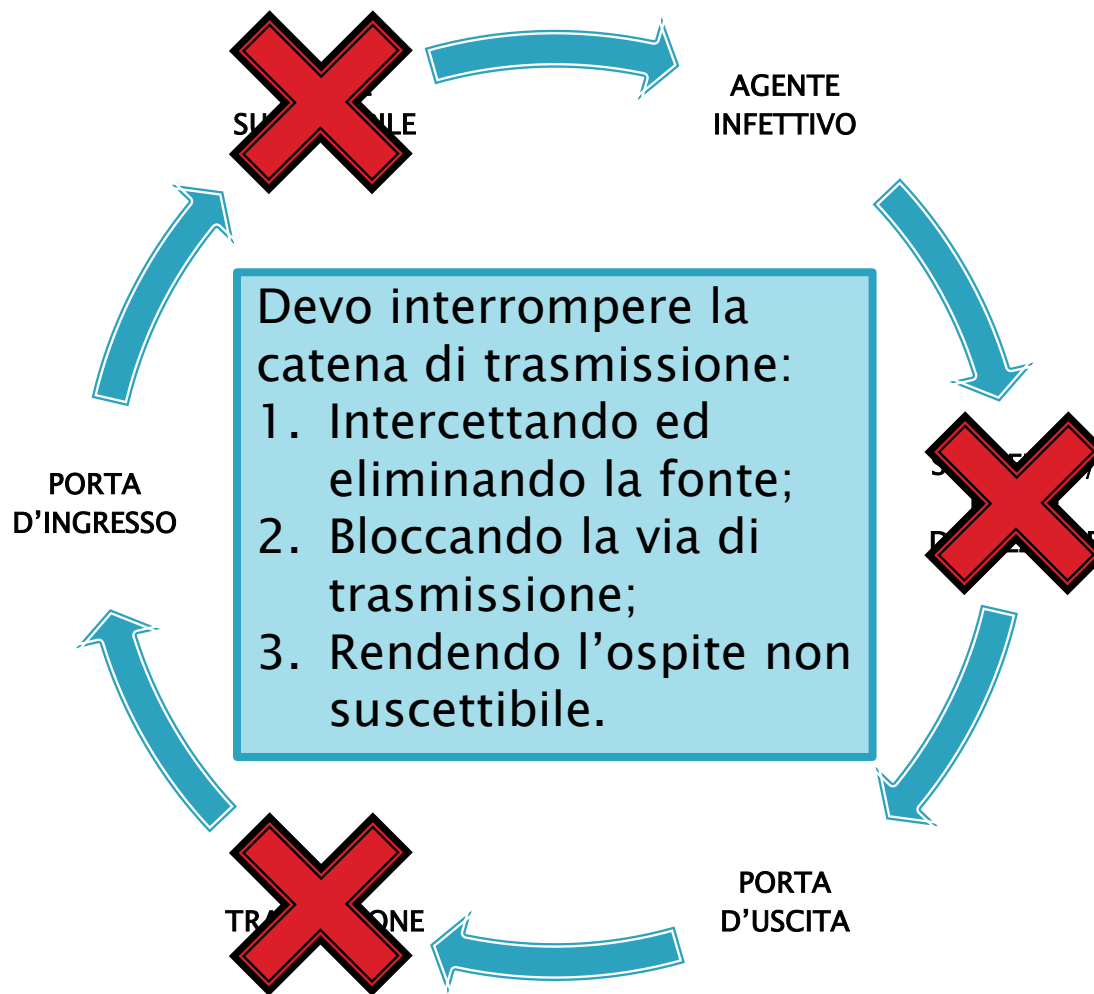 AGENTE
INFETTIVO
Devo interrompere la
catena di trasmissione:
1. Intercettando ed
eliminando la fonte;
2. Bloccando la via di
trasmissione;
3. Rendendo l’ospite non
suscettibile.
PORTA
D’INGRESSO
PORTA
D’USCITA